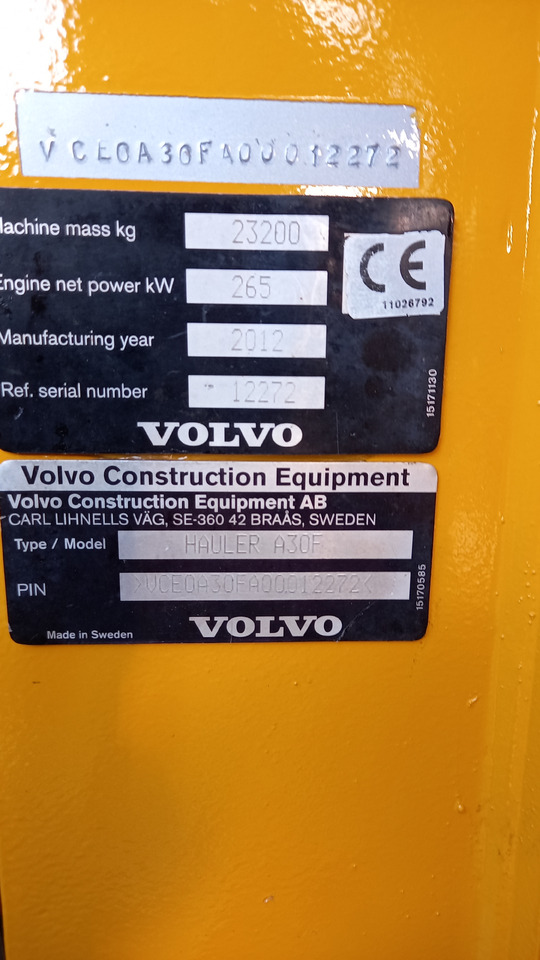 VCE0A30FA00012272
Machine mass kg 23200
Engine net power kW 265
CE
11026792
Manufacturing year 2012
Ref. serial number 12272
15171130
VOLVO
Volvo Construction Equipment
Volvo Construction Equipment AB
CARL LIHNELLS VÄG, SE-360 42 BRAÅS, SWEDEN
Type / Model HAULER A30F
PIN >VCE0A30FA00012272<
15170585
Made in Sweden VOLVO